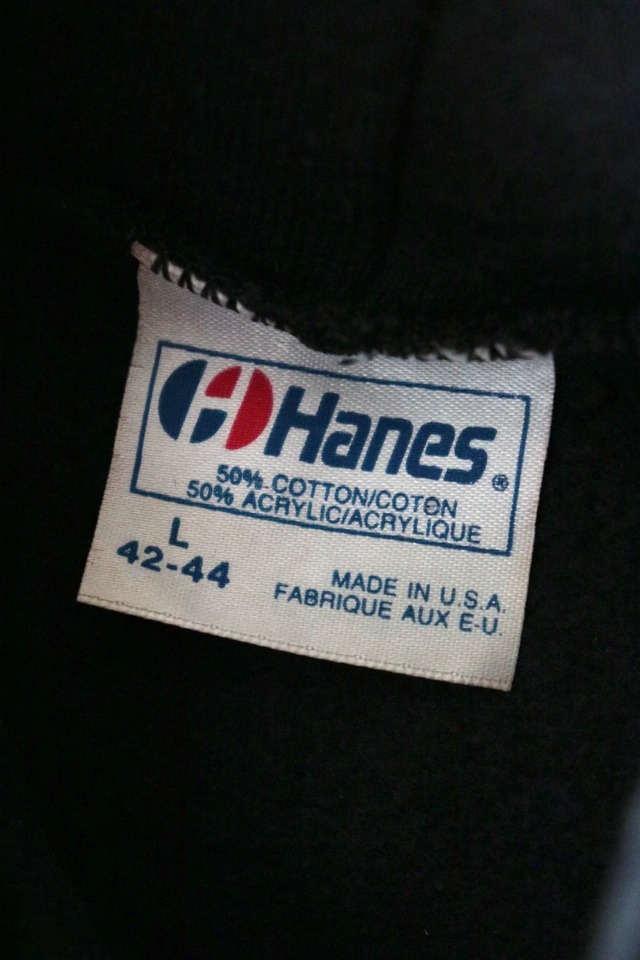 Hanes®
50% COTTON/COTON
50% ACRYLIC/ACRYLIQUE
L
42-44
MADE IN U.S.A.
FABRIQUE AUX E-U.